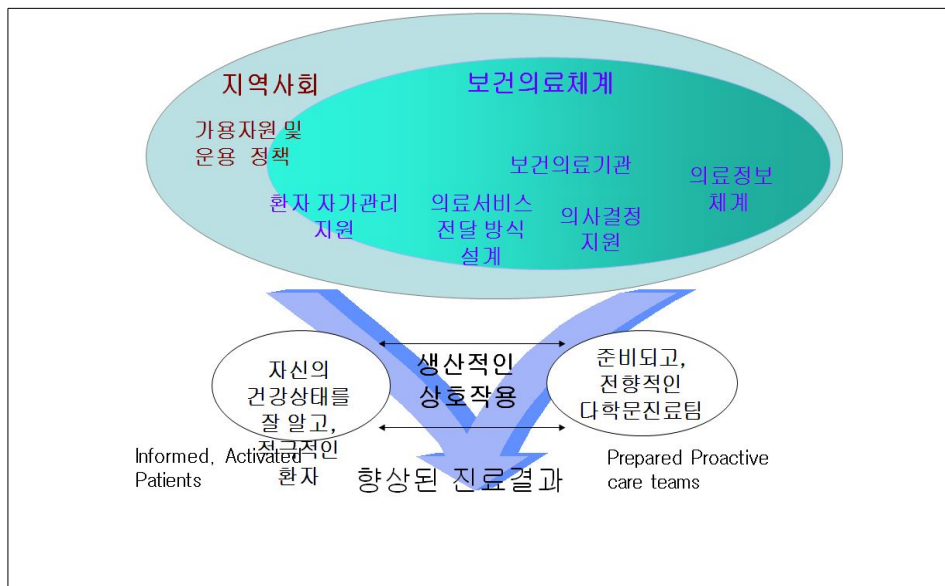 지역사회
보건의료체계
가용자원 및
운용 정책
보건의료기관
의료정보
체계
환자 자가관리
지원
의료서비스
전달 방식
설계
의사결정
지원
자신의
건강상태를
잘 알고,
적극적인
환자
생산적인
상호작용
준비되고,
전향적인
다학문진료팀
Informed, Activated
Patients
향상된 진료결과
Prepared Proactive
care teams